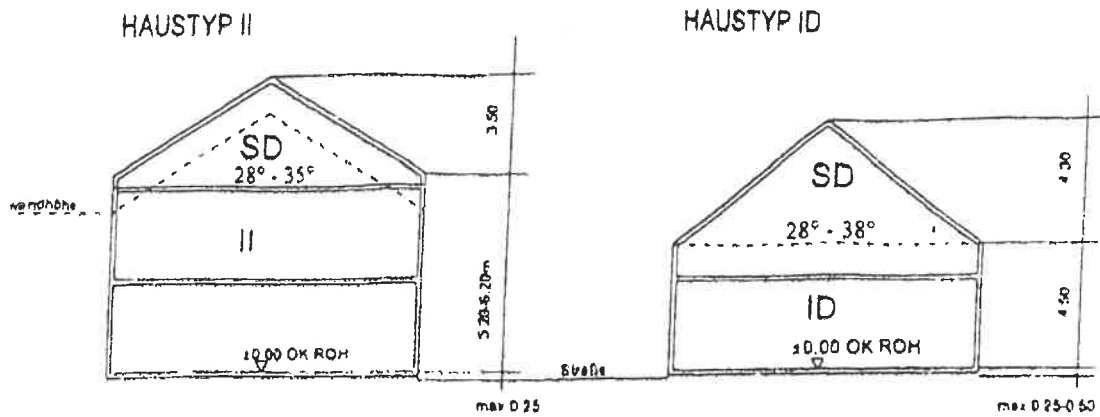 HAUSTYP II
3.50
SD
28° - 35°
wandhöhe
II
5.20-6.20m
±0.00 OK ROH
max 0.25
HAUSTYP ID
4.30
SD
28° - 38°
4.50
ID
±0.00 OK ROH
Straße
max 0.25-0.50